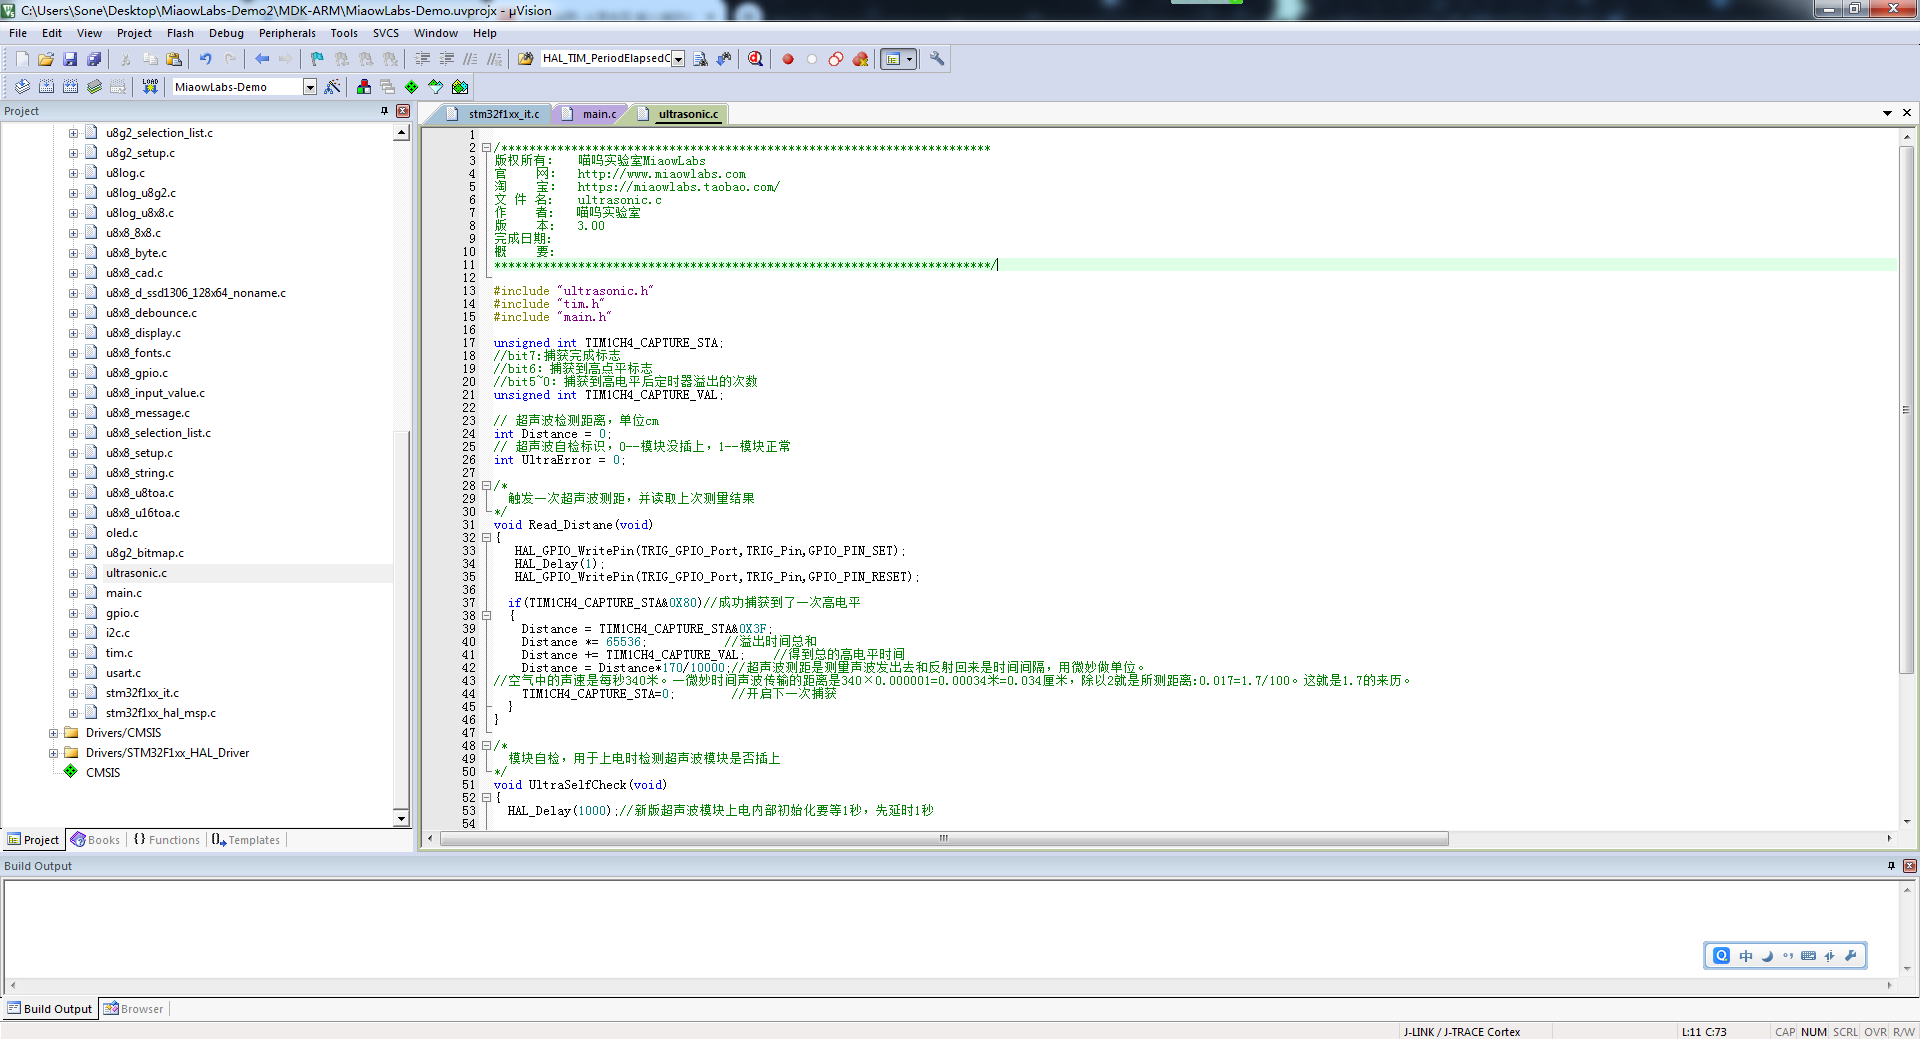 C:\Users\Sone\Desktop\MiaowLabs-Demo2\MDK-ARM\MiaowLabs-Demo.uvprojx - µVision
File Edit View Project Flash Debug Peripherals Tools SVCS Window Help
HAL_TIM_PeriodElapsedC
LOAD
MiaowLabs-Demo
Project
u8g2_selection_list.c
u8g2_setup.c
u8log.c
u8log_u8g2.c
u8log_u8x8.c
u8x8_8x8.c
u8x8_byte.c
u8x8_cad.c
u8x8_d_ssd1306_128x64_noname.c
u8x8_debounce.c
u8x8_display.c
u8x8_fonts.c
u8x8_gpio.c
u8x8_input_value.c
u8x8_message.c
u8x8_selection_list.c
u8x8_setup.c
u8x8_string.c
u8x8_u8toa.c
u8x8_u16toa.c
oled.c
u8g2_bitmap.c
ultrasonic.c
main.c
gpio.c
i2c.c
tim.c
usart.c
stm32f1xx_it.c
stm32f1xx_hal_msp.c
Drivers/CMSIS
Drivers/STM32F1xx_HAL_Driver
CMSIS
Project Books {} Functions Templates
stm32f1xx_it.c main.c ultrasonic.c
1
2 /**********************************************************************
3 版权所有: 喵呜实验室MiaowLabs
4 官 网: http://www.miaowlabs.com
5 淘 宝: https://miaowlabs.taobao.com/
6 文 件 名: ultrasonic.c
7 作 者: 喵呜实验室
8 版 本: 3.00
9 完成日期:
10 概 要:
11 ***********************************************************************/
12
13 #include "ultrasonic.h"
14 #include "tim.h"
15 #include "main.h"
16
17 unsigned int TIM1CH4_CAPTURE_STA;
18 //bit7:捕获完成标志
19 //bit6: 捕获到高点平标志
20 //bit5~0: 捕获到高电平后定时器溢出的次数
21 unsigned int TIM1CH4_CAPTURE_VAL;
22
23 // 超声波检测距离，单位cm
24 int Distance = 0;
25 // 超声波自检标识，0--模块没插上，1--模块正常
26 int UltraError = 0;
27
28 /*
29 触发一次超声波测距，并读取上次测量结果
30 */
31 void Read_Distane(void)
32 {
33 HAL_GPIO_WritePin(TRIG_GPIO_Port,TRIG_Pin,GPIO_PIN_SET);
34 HAL_Delay(1);
35 HAL_GPIO_WritePin(TRIG_GPIO_Port,TRIG_Pin,GPIO_PIN_RESET);
36
37 if(TIM1CH4_CAPTURE_STA&0X80)//成功捕获到了一次高电平
38 {
39 Distance = TIM1CH4_CAPTURE_STA&0X3F;
40 Distance *= 65536; //溢出时间总和
41 Distance += TIM1CH4_CAPTURE_VAL; //得到总的高电平时间
42 Distance = Distance*170/10000;//超声波测距是测量声波发出去和反射回来是时间间隔，用微妙做单位。
43 //空气中的声速是每秒340米。一微妙时间声波传输的距离是340×0.000001=0.00034米=0.034厘米，除以2就是所测距离:0.017=1.7/100。这就是1.7的来历。
44 TIM1CH4_CAPTURE_STA=0; //开启下一次捕获
45 }
46 }
47
48 /*
49 模块自检，用于上电时检测超声波模块是否插上
50 */
51 void UltraSelfCheck(void)
52 {
53 HAL_Delay(1000);//新版超声波模块上电内部初始化要等1秒，先延时1秒
54
Build Output
中
Build Output Browser
J-LINK / J-TRACE Cortex L:11 C:73 CAP NUM SCRL OVR R/W